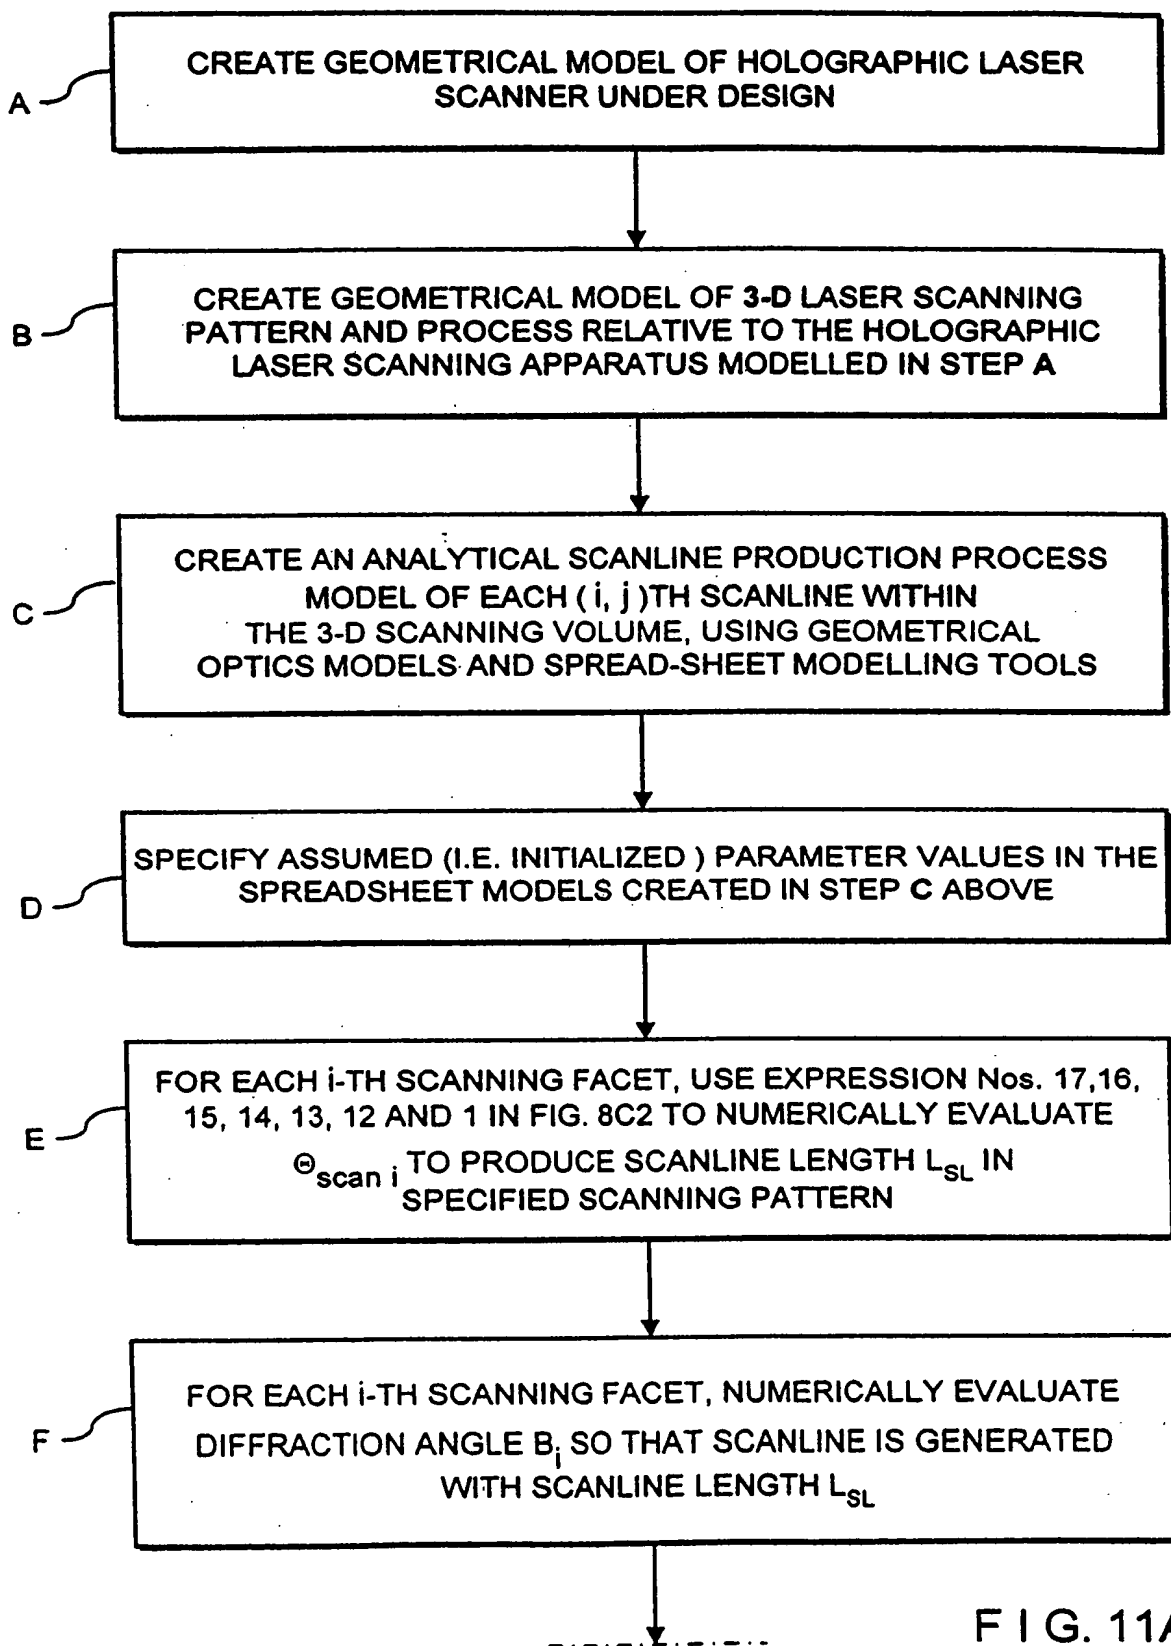 A
CREATE GEOMETRICAL MODEL OF HOLOGRAPHIC LASER
SCANNER UNDER DESIGN
B
CREATE GEOMETRICAL MODEL OF 3-D LASER SCANNING
PATTERN AND PROCESS RELATIVE TO THE HOLOGRAPHIC
LASER SCANNING APPARATUS MODELLED IN STEP A
C
CREATE AN ANALYTICAL SCANLINE PRODUCTION PROCESS
MODEL OF EACH ( i, j )TH SCANLINE WITHIN
THE 3-D SCANNING VOLUME, USING GEOMETRICAL
OPTICS MODELS AND SPREAD-SHEET MODELLING TOOLS
D
SPECIFY ASSUMED (I.E. INITIALIZED ) PARAMETER VALUES IN THE
SPREADSHEET MODELS CREATED IN STEP C ABOVE
E
FOR EACH i-TH SCANNING FACET, USE EXPRESSION Nos. 17,16,
15, 14, 13, 12 AND 1 IN FIG. 8C2 TO NUMERICALLY EVALUATE
Θscan i TO PRODUCE SCANLINE LENGTH LSL IN
SPECIFIED SCANNING PATTERN
F
FOR EACH i-TH SCANNING FACET, NUMERICALLY EVALUATE
DIFFRACTION ANGLE Bi SO THAT SCANLINE IS GENERATED
WITH SCANLINE LENGTH LSL
FIG. 11A